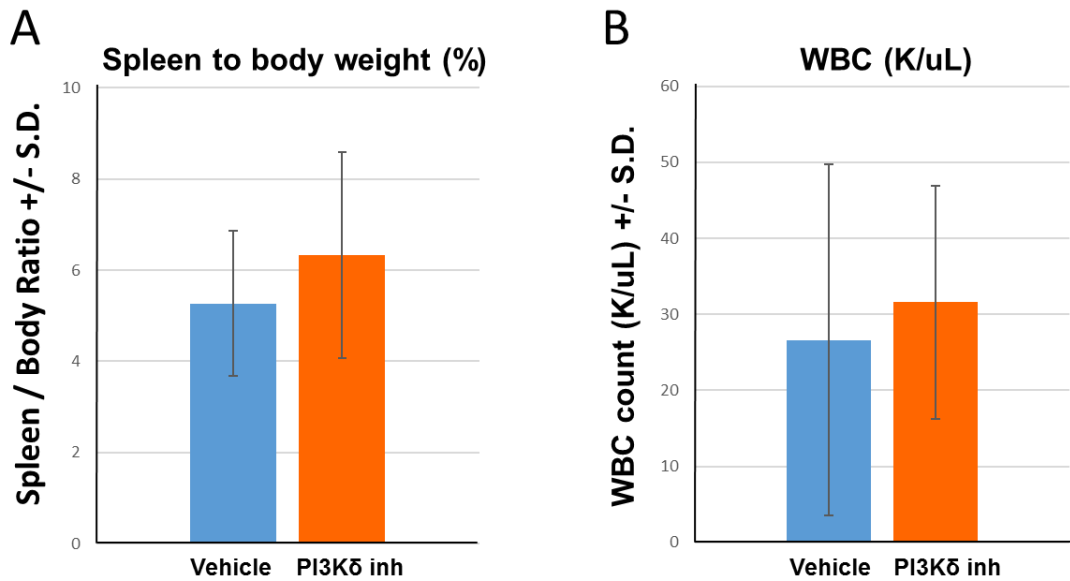 A
Spleen to body weight (%)
Spleen / Body Ratio +/- S.D.
10
8
6
4
2
0
Vehicle PI3Kδ inh
B
WBC (K/uL)
WBC count (K/uL) +/- S.D.
60
50
40
30
20
10
0
Vehicle PI3Kδ inh